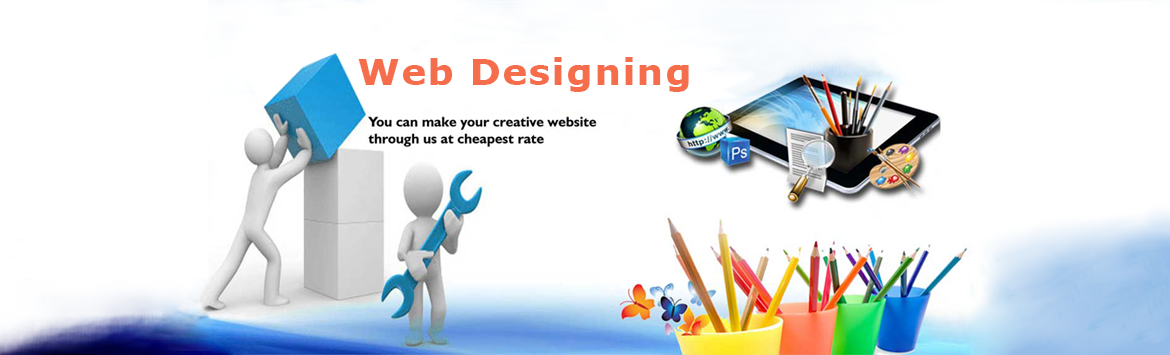 Web Designing
You can make your creative website
through us at cheapest rate
http://www
Ps